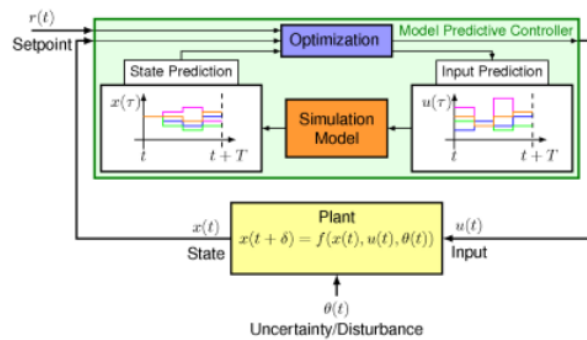 r(t)
Setpoint
Optimization
Model Predictive Controller
State Prediction
Input Prediction
x(τ)
t
t + T
Simulation
Model
u(τ)
t
t + T
Plant
x(t + δ) = f(x(t), u(t), θ(t))
x(t)
State
u(t)
Input
θ(t)
Uncertainty/Disturbance